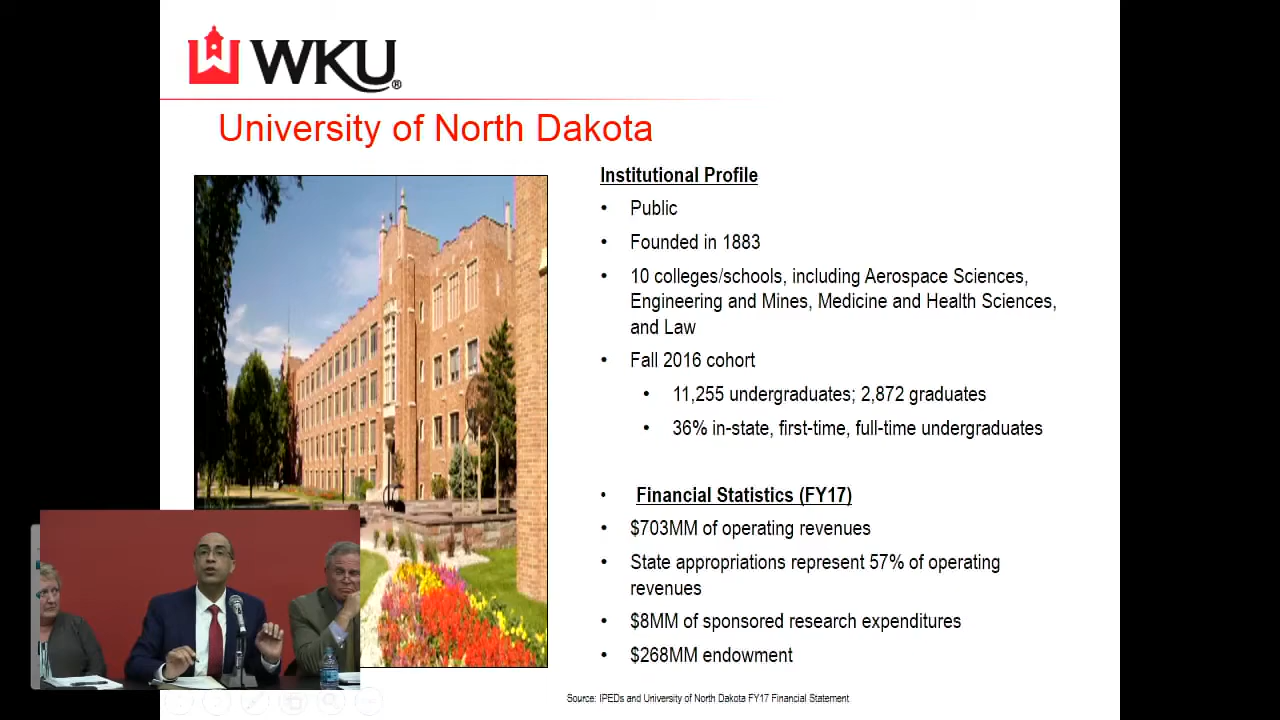 WKU®
University of North Dakota
Institutional Profile
• Public
• Founded in 1883
• 10 colleges/schools, including Aerospace Sciences,
Engineering and Mines, Medicine and Health Sciences,
and Law
• Fall 2016 cohort
• 11,255 undergraduates; 2,872 graduates
• 36% in-state, first-time, full-time undergraduates
• Financial Statistics (FY17)
• $703MM of operating revenues
• State appropriations represent 57% of operating
revenues
• $8MM of sponsored research expenditures
• $268MM endowment
Source: IPEDs and University of North Dakota FY17 Financial Statement